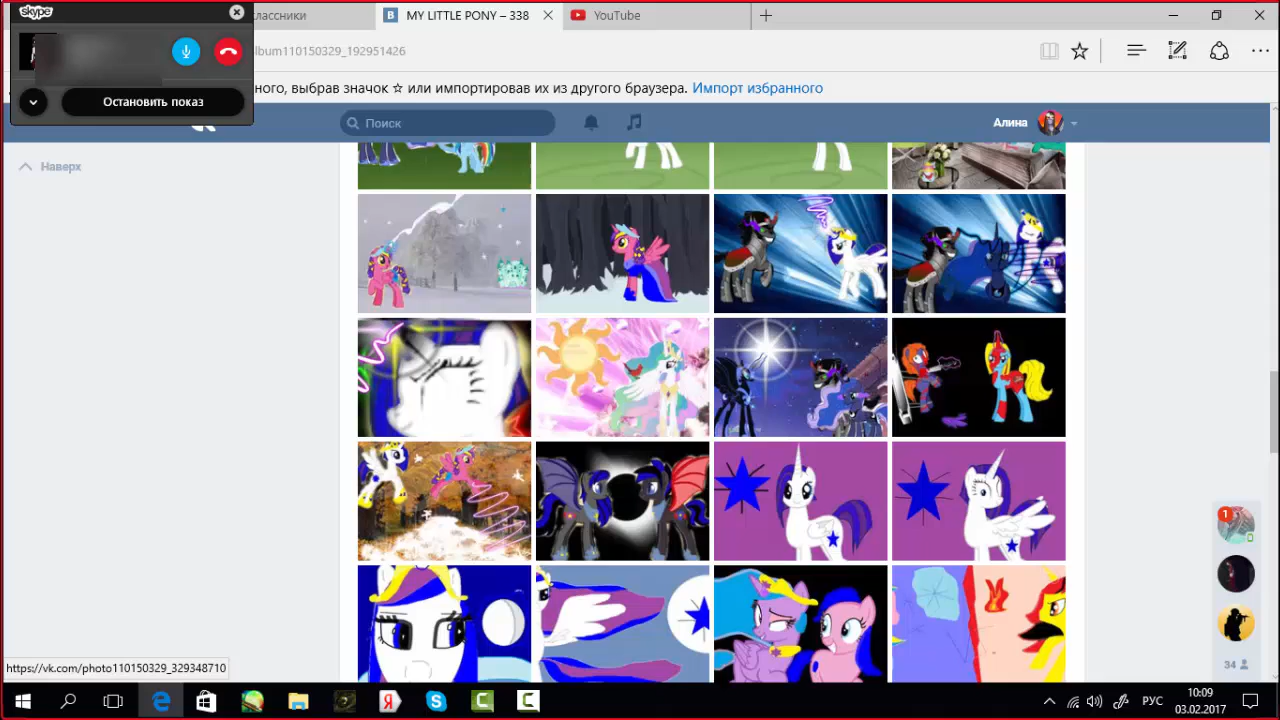 skype
классники
MY LITTLE PONY – 338
YouTube
lbum110150329_192951426
Остановить показ
ного, выбрав значок ☆ или импортировав их из другого браузера. Импорт избранного
Поиск
Алина
Наверх
1
34
https://vk.com/photo110150329_329348710
Я
РУС
10:09
03.02.2017